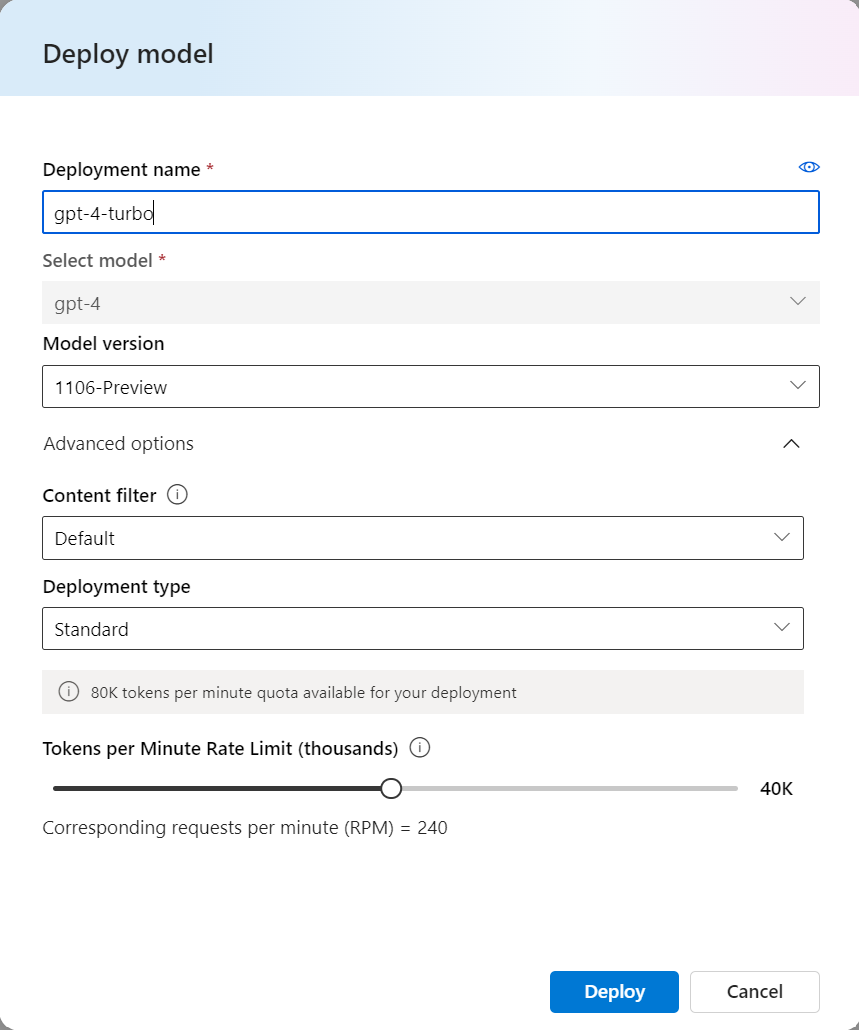 Deploy model
Deployment name *
gpt-4-turbo
Select model *
gpt-4
Model version
1106-Preview
Advanced options
Content filter
Default
Deployment type
Standard
80K tokens per minute quota available for your deployment
Tokens per Minute Rate Limit (thousands)
40K
Corresponding requests per minute (RPM) = 240
Deploy Cancel